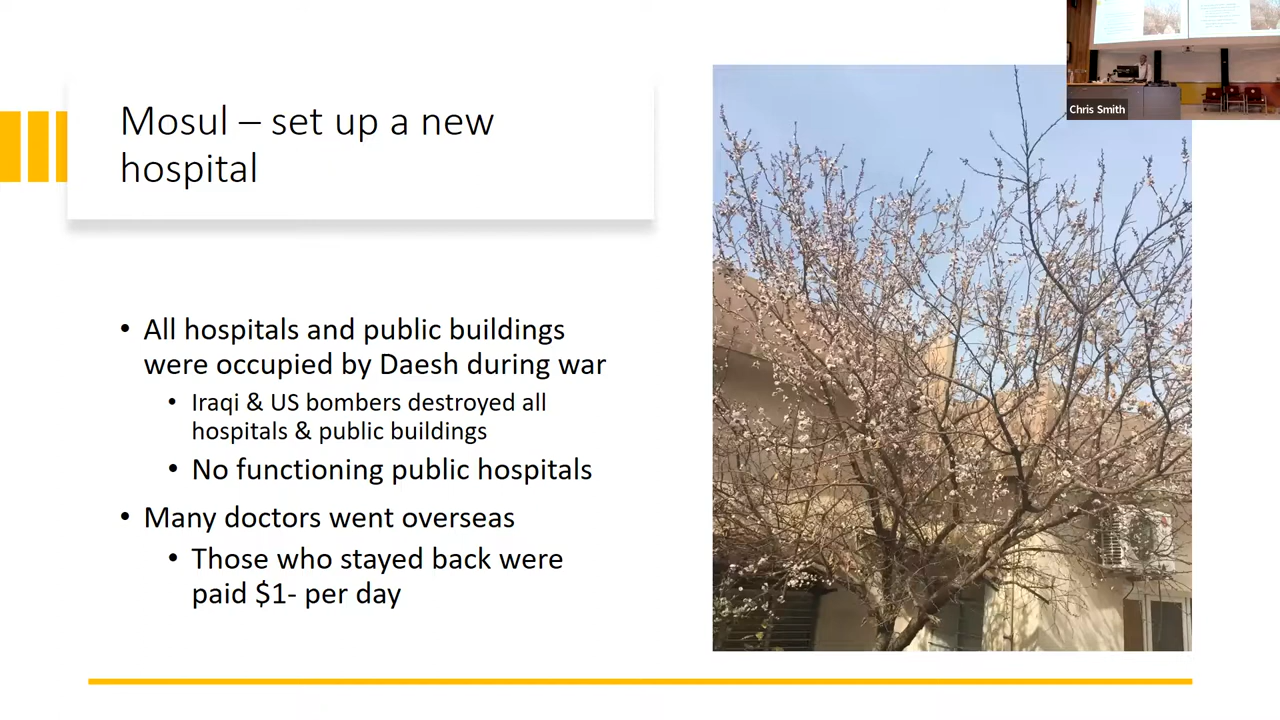 Mosul – set up a new
hospital
Chris Smith
• All hospitals and public buildings
were occupied by Daesh during war
• Iraqi & US bombers destroyed all
hospitals & public buildings
• No functioning public hospitals
• Many doctors went overseas
• Those who stayed back were
paid $1- per day